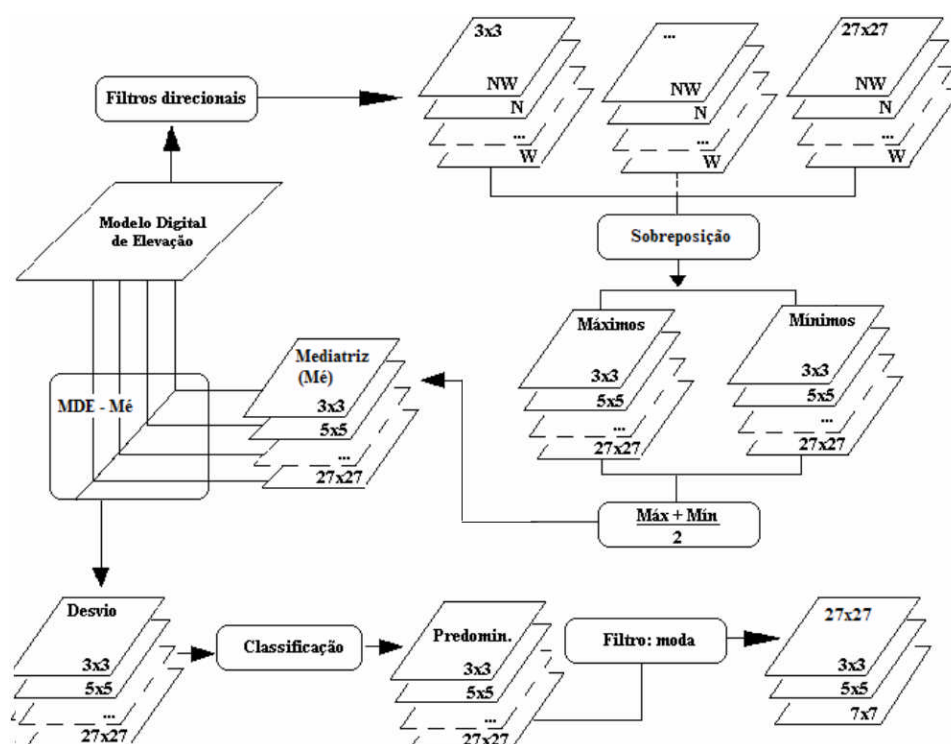 3x3
NW
N
...
W
...
NW
N
...
W
27x27
NW
N
...
W
Filtros direcionais
Modelo Digital
de Elevação
Sobreposição
Máximos
3x3
5x5
...
27x27
Mínimos
3x3
5x5
...
27x27
Mediatriz
(Mé)
3x3
5x5
...
27x27
MDE - Mé
Máx + Mín
2
Desvio
3x3
5x5
...
27x27
Classificação
Predomin.
3x3
5x5
...
27x27
Filtro: moda
27x27
3x3
5x5
7x7